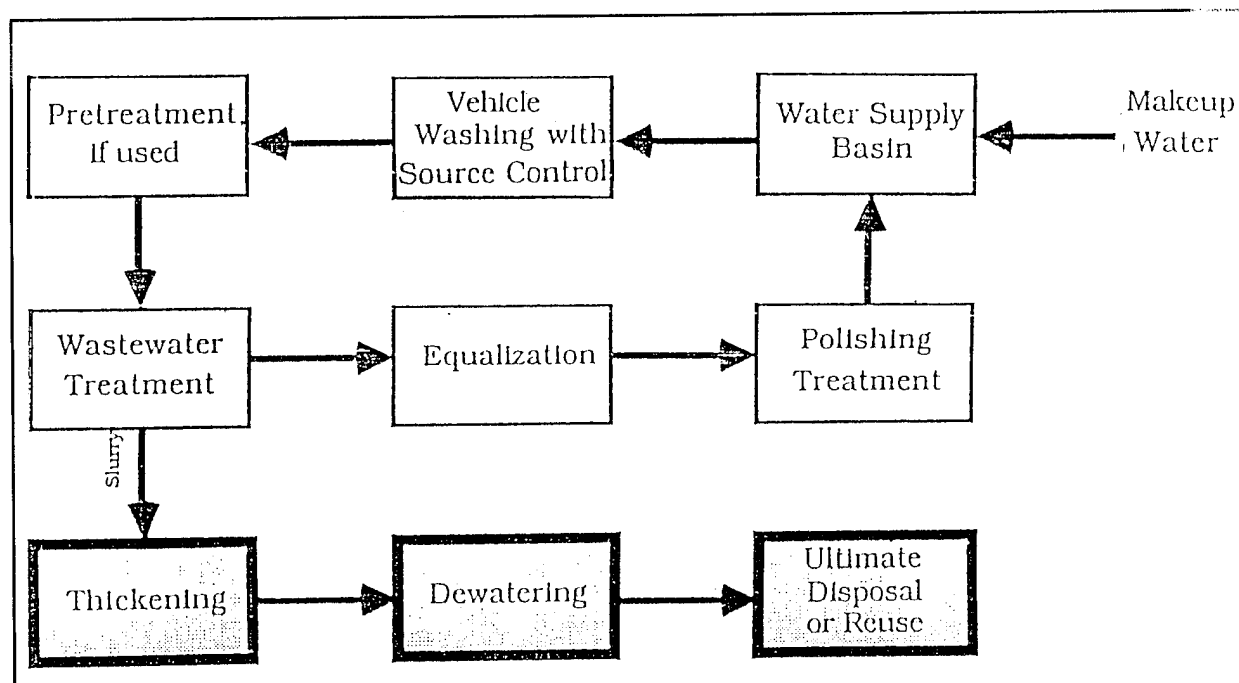 Pretreatment,
if used
Vehicle
Washing with
Source Control
Water Supply
Basin
Makeup
Water
Wastewater
Treatment
Equalization
Polishing
Treatment
Slurry
Thickening
Dewatering
Ultimate
Disposal
or Reuse